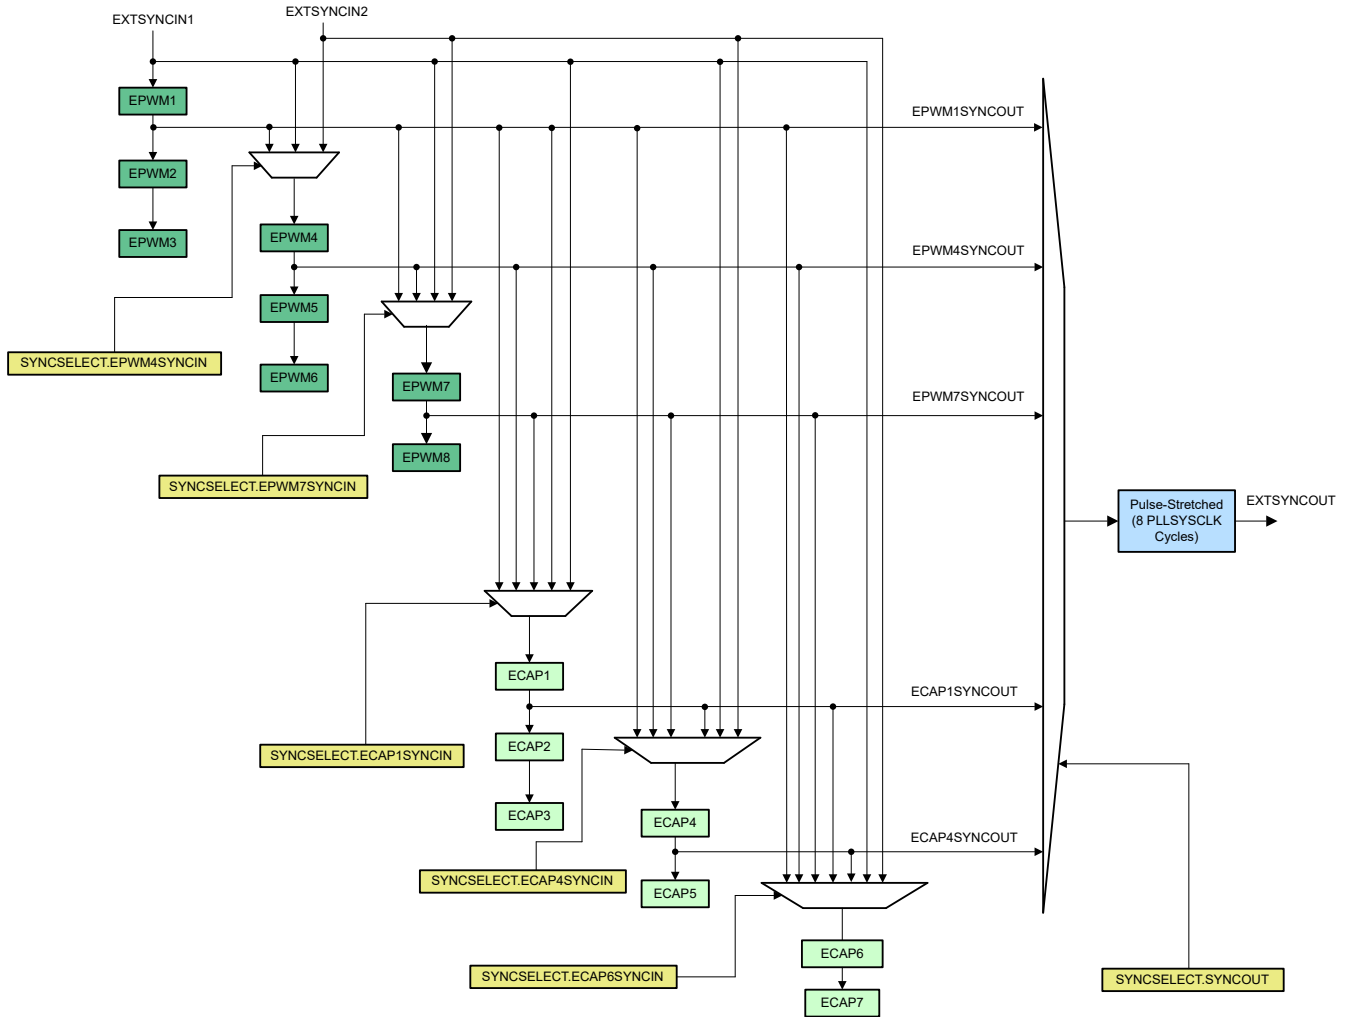 EXTSYNCIN1
EXTSYNCIN2
EPWM1
EPWM1SYNCOUT
EPWM2
EPWM3
EPWM4
EPWM4SYNCOUT
EPWM5
SYNCSELECT.EPWM4SYNCIN
EPWM6
EPWM7
EPWM7SYNCOUT
EPWM8
SYNCSELECT.EPWM7SYNCIN
Pulse-Stretched
(8 PLLSYSCLK
Cycles)
EXTSYNCOUT
ECAP1
ECAP1SYNCOUT
ECAP2
SYNCSELECT.ECAP1SYNCIN
ECAP3
ECAP4
ECAP4SYNCOUT
SYNCSELECT.ECAP4SYNCIN
ECAP5
ECAP6
SYNCSELECT.ECAP6SYNCIN
SYNCSELECT.SYNCOUT
ECAP7